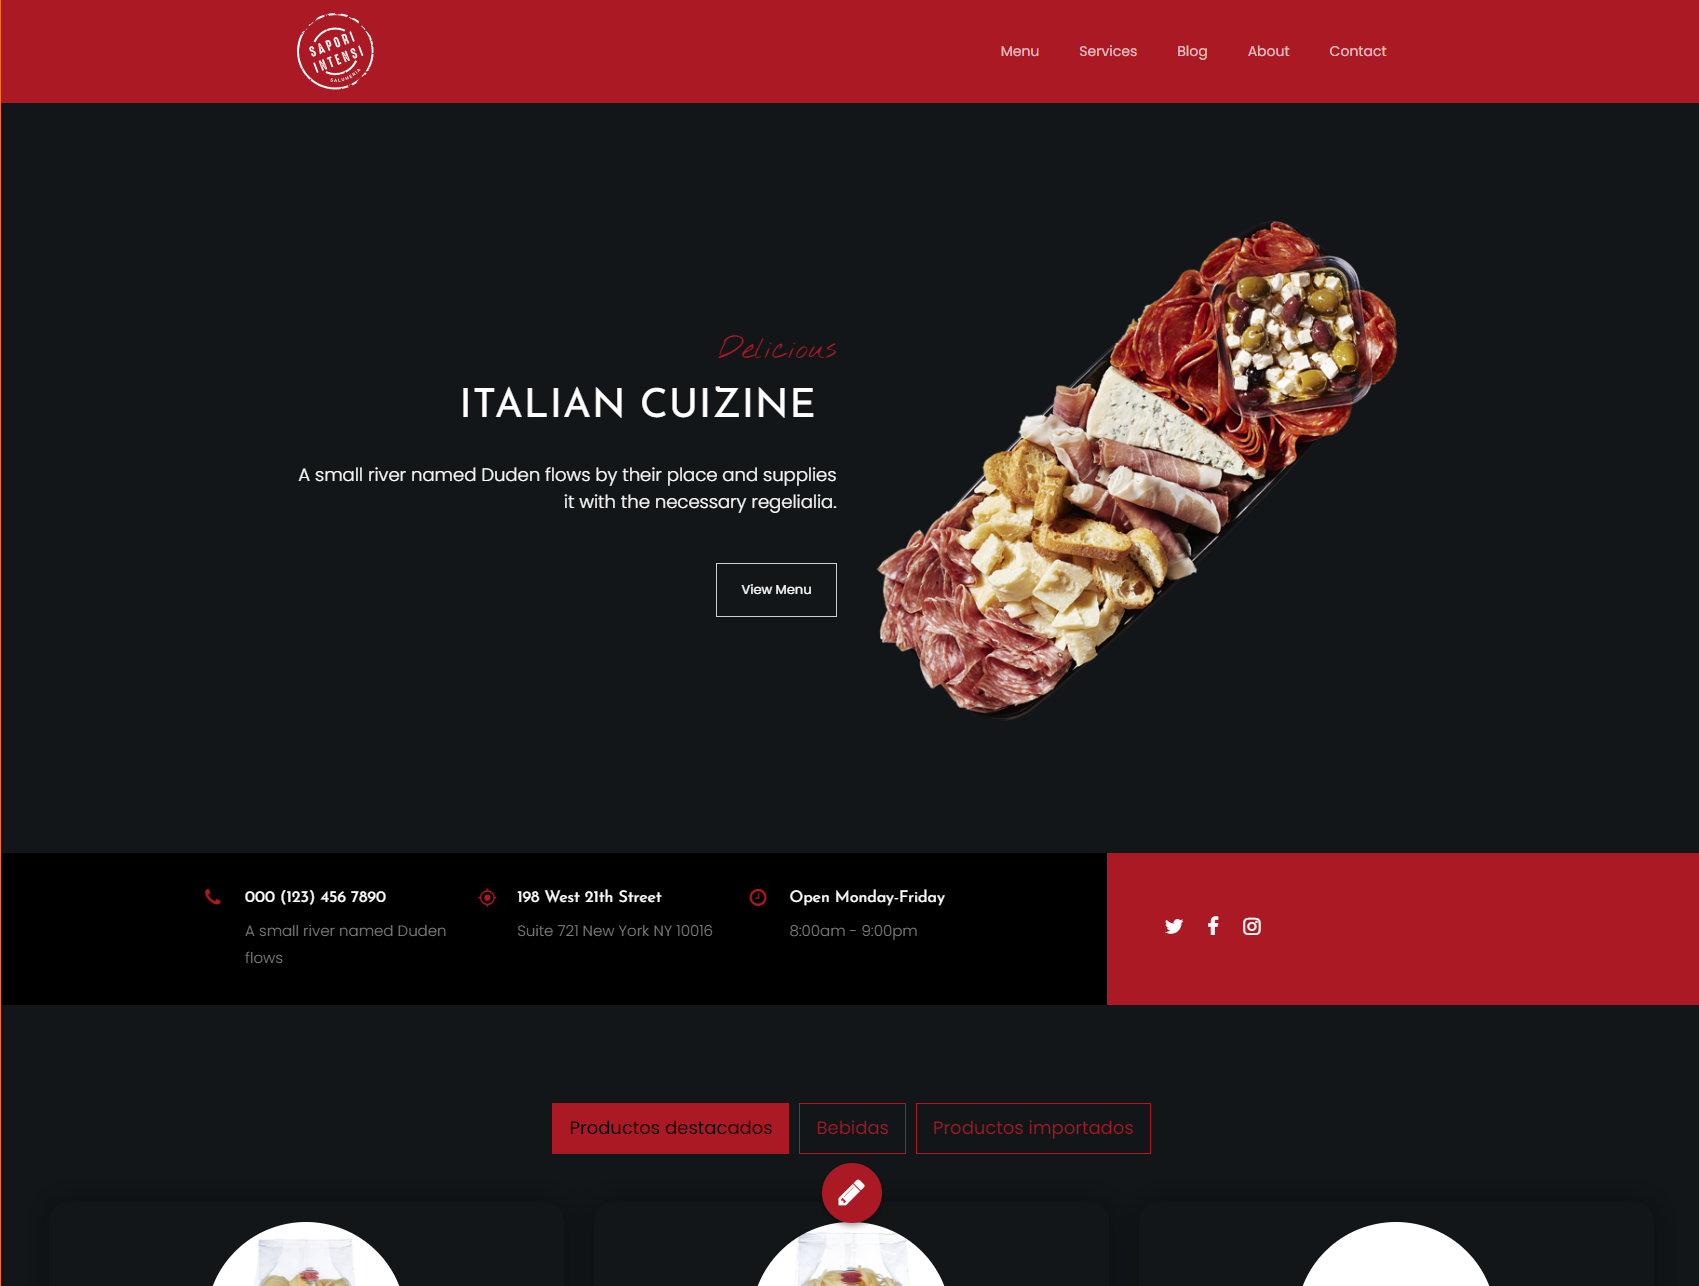 SAPORI
INTENSI
SALUMERIA
Menu Services Blog About Contact
Delicious
ITALIAN CUIZINE
A small river named Duden flows by their place and supplies
it with the necessary regelialia.
View Menu
000 (123) 456 7890
A small river named Duden
flows
198 West 21th Street
Suite 721 New York NY 10016
Open Monday-Friday
8:00am - 9:00pm
Productos destacados Bebidas Productos importados